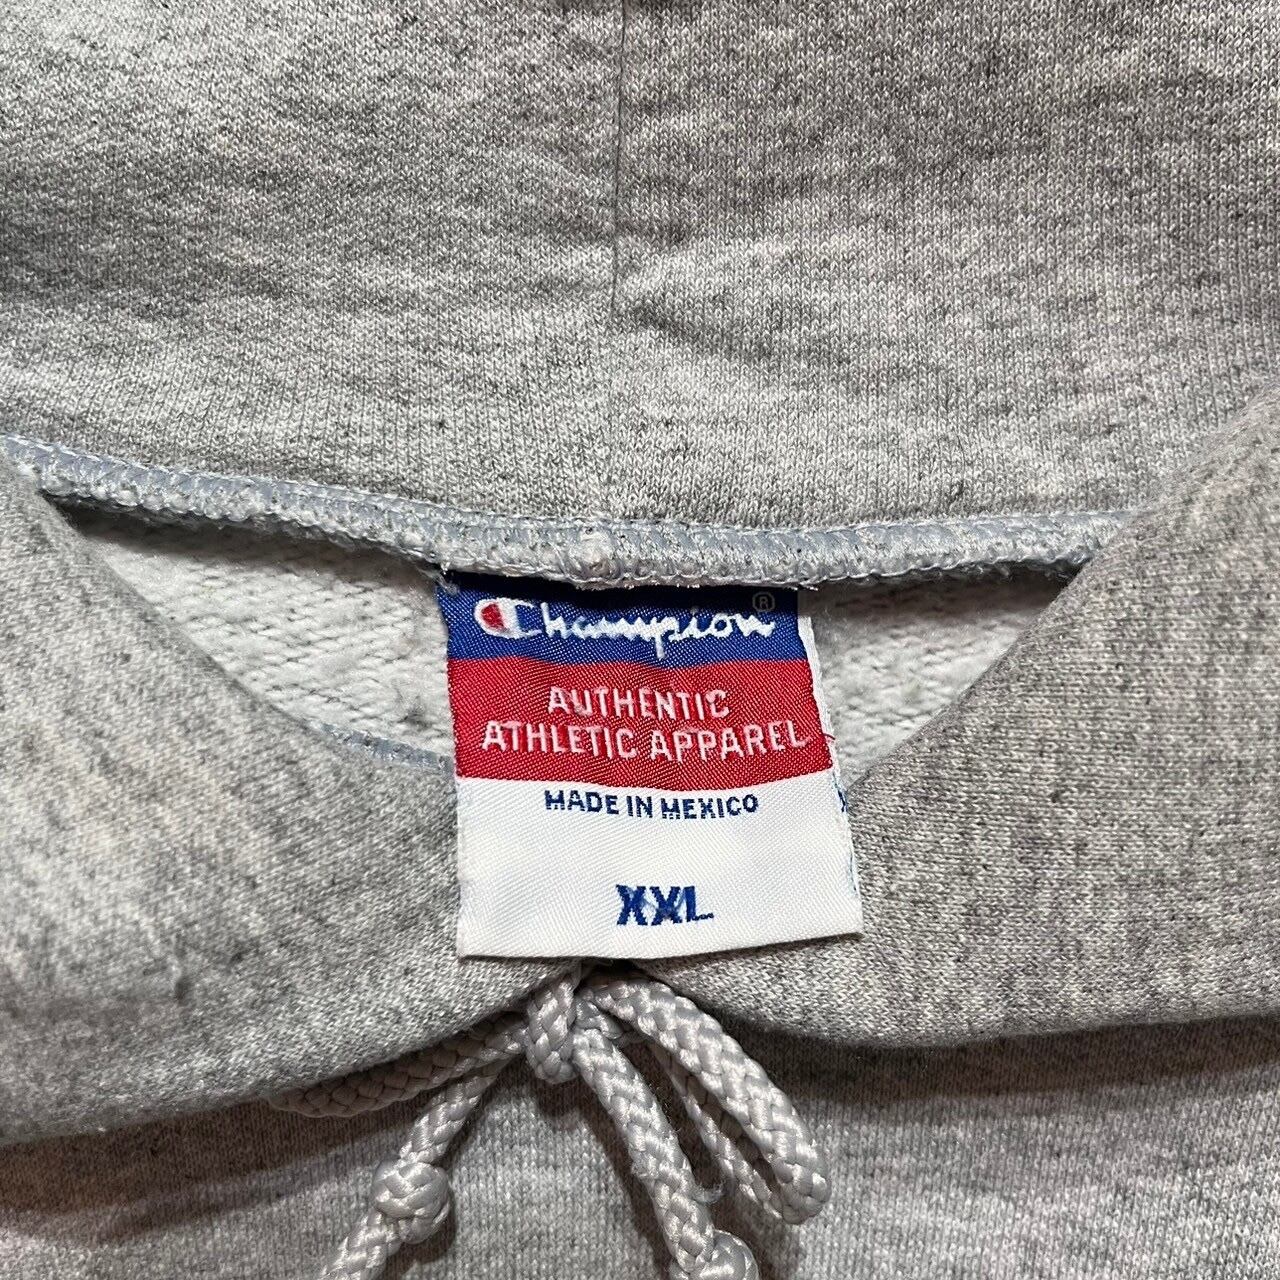 Champion®
AUTHENTIC
ATHLETIC APPAREL
MADE IN MEXICO
XXL